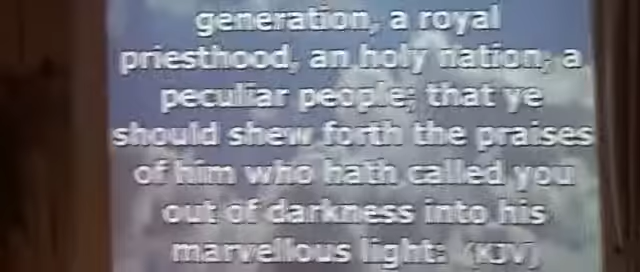 generation, a royal
priesthood, an holy nation, a
peculiar people; that ye
should shew forth the praises
of him who hath called you
out of darkness into his
marvellous light: (KJV)